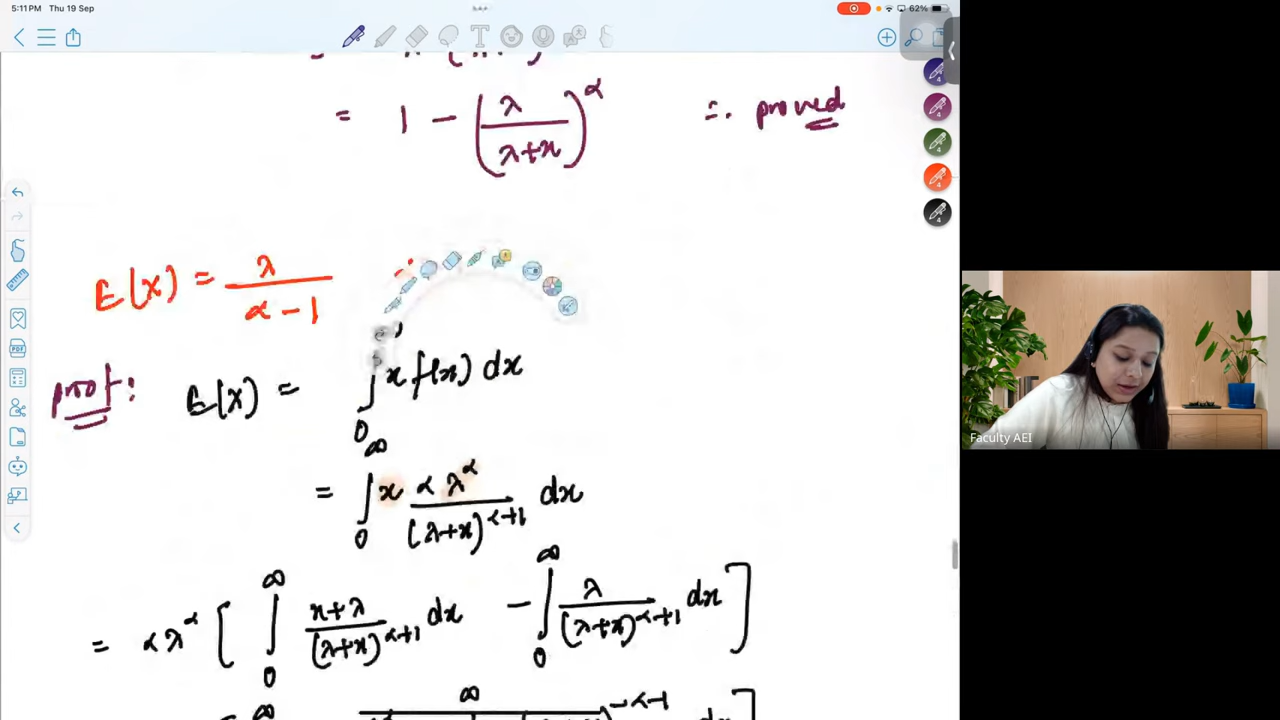 5:11 PM Thu 19 Sep
62%
= 1 - (λ / (λ+x))^α ∴ proved
E(x) = λ / (α - 1)
proof: E(x) = ∫_0 x f(x) dx
= ∫_0^∞ x αλ^α / (λ+x)^(α+1) dx
= αλ^α [ ∫_0^∞ (x+λ) / (λ+x)^(α+1) dx - ∫_0^∞ λ / (λ+x)^(α+1) dx ]
Faculty AEI